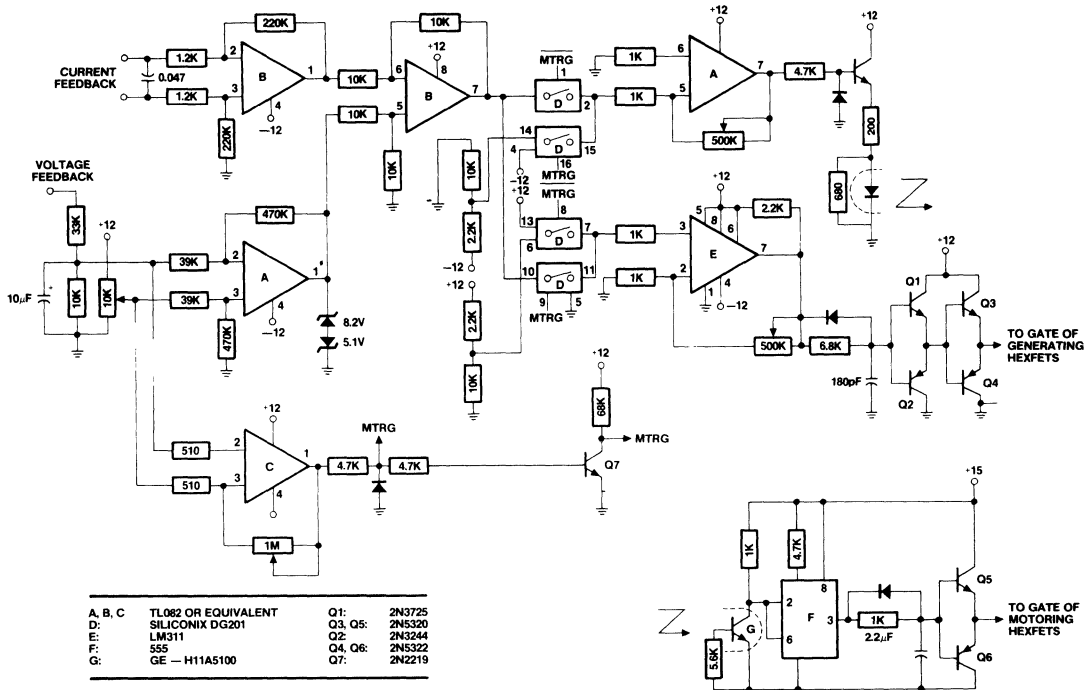 220K
1.2K
2
B
1
3
4
-12
CURRENT
FEEDBACK
0.047
1.2K
220K
10K
+12
8
10K
6
B
7
10K
5
10K
MTRG
1
D
2
14
4
D
15
16
-12
MTRG
+12
MTRG
8
13
6
D
7
10
D
11
9
5
MTRG
10K
2.2K
-12
+12
2.2K
10K
+12
1K
6
A
7
1K
5
500K
4.7K
+12
200
680
+12
5
8
6
2.2K
1K
3
E
7
1K
2
1
4
-12
500K
6.8K
180pF
+12
Q1
Q3
Q2
Q4
TO GATE OF
GENERATING
HEXFETS
VOLTAGE
FEEDBACK
33K
+12
10μF
10K
10K
470K
39K
2
A
1
39K
3
4
-12
470K
8.2V
5.1V
+12
510
2
C
1
510
3
4
1M
MTRG
4.7K
4.7K
+12
68K
MTRG
Q7
+15
1K
4.7K
2
8
F
3
6
G
5.6K
1K
2.2μF
Q5
Q6
TO GATE OF
MOTORING
HEXFETS
A, B, C TL082 OR EQUIVALENT Q1: 2N3725
D: SILICONIX DG201 Q3, Q5: 2N5320
E: LM311 Q2: 2N3244
F: 555 Q4, Q6: 2N5322
G: GE — H11A5100 Q7: 2N2219